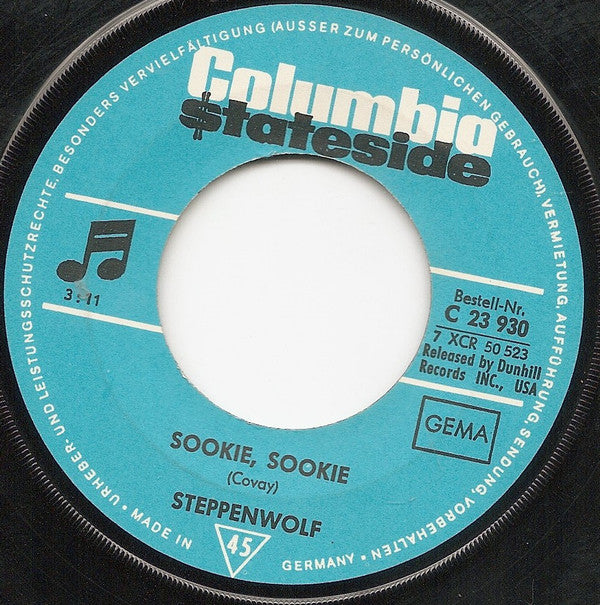 Columbia
$tateside
3:11
Bestell-Nr.
C 23 930
7 XCR 50 523
Released by Dunhill
Records INC., USA
GEMA
SOOKIE, SOOKIE
(Covay)
STEPPENWOLF
45
URHEBER- UND LEISTUNGSSCHUTZRECHTE, BESONDERS VERVIELFÄLTIGUNG (AUSSER ZUM PERSÖNLICHEN GEBRAUCH), VERMIETUNG, AUFFÜHRUNG, SENDUNG, VORBEHALTEN • MADE IN GERMANY •